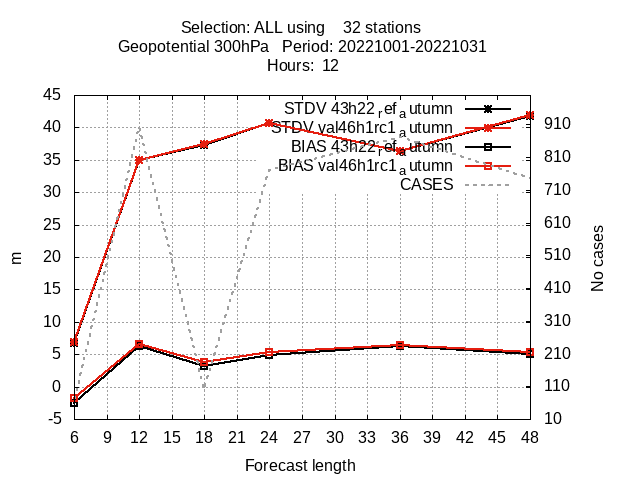 Selection: ALL using 32 stations
Geopotential 300hPa Period: 20221001-20221031
Hours: 12
STDV 43h22_ref_autumn
STDV val46h1rc1_autumn
BIAS 43h22_ref_autumn
BIAS val46h1rc1_autumn
CASES
45
40
35
30
25
20
15
10
5
0
-5
m
910
810
710
610
510
410
310
210
110
10
No cases
6 9 12 15 18 21 24 27 30 33 36 39 42 45 48
Forecast length